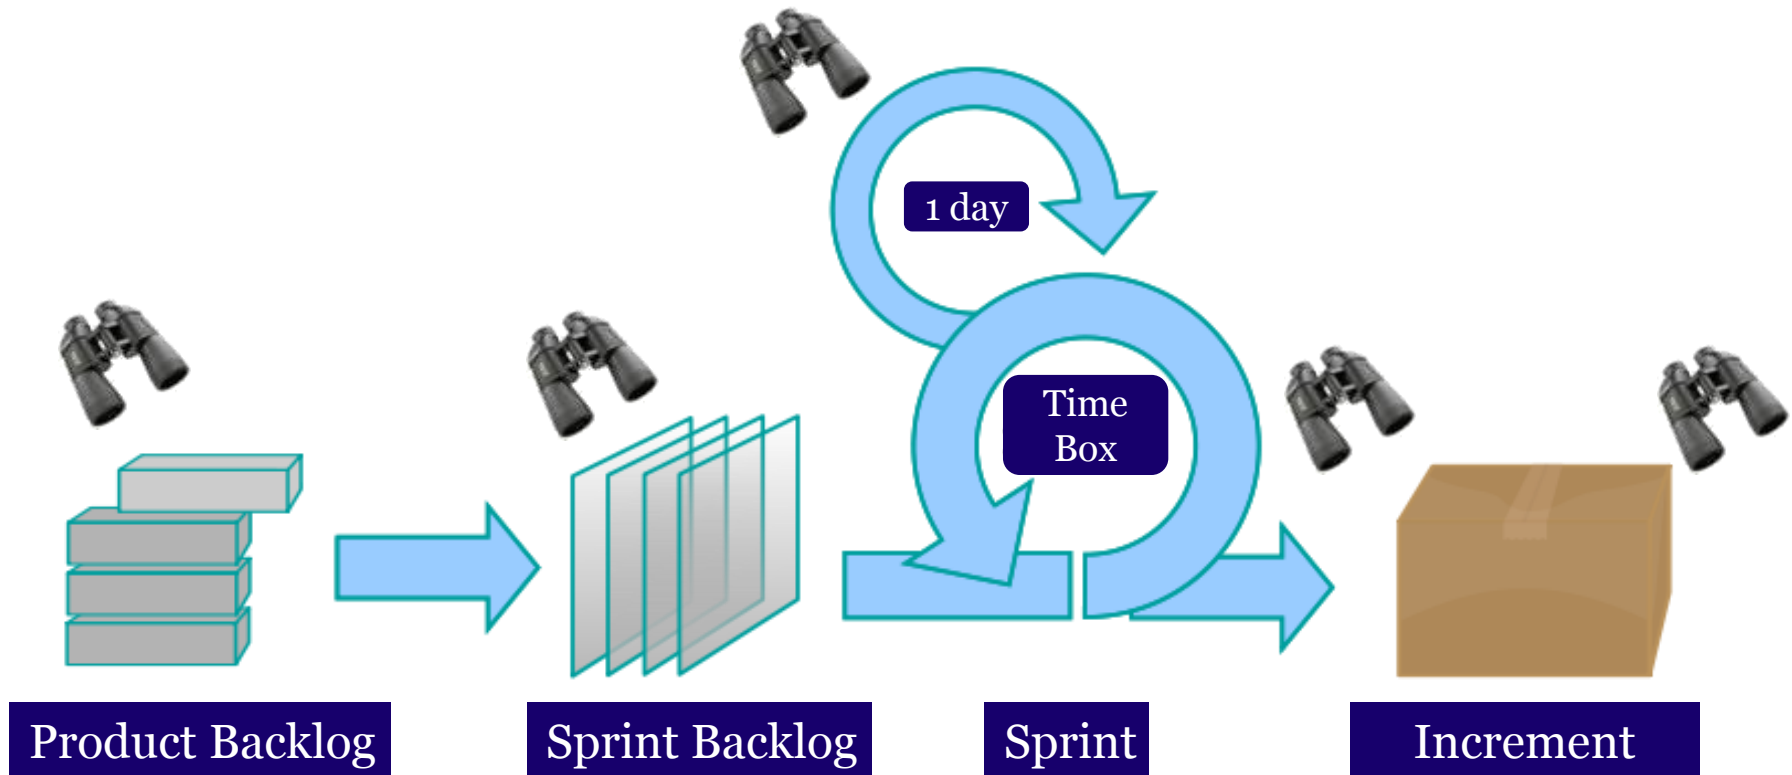 1 day
Time
Box
Product Backlog
Sprint Backlog
Sprint
Increment